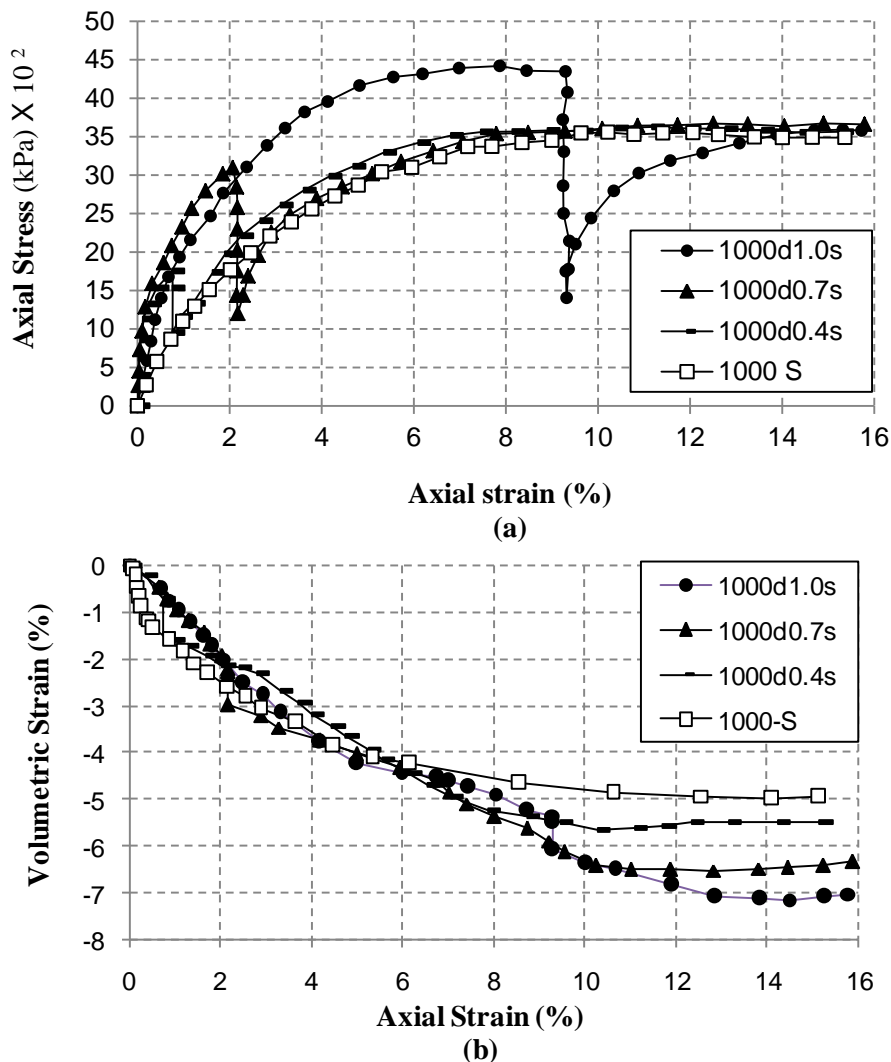 Axial Stress (kPa) X 10 2
50
45
40
35
30
25
20
15
10
5
0
1000d1.0s
1000d0.7s
1000d0.4s
1000 S
0 2 4 6 8 10 12 14 16
Axial strain (%)
(a)
Volumetric Strain (%)
0
-1
-2
-3
-4
-5
-6
-7
-8
1000d1.0s
1000d0.7s
1000d0.4s
1000-S
0 2 4 6 8 10 12 14 16
Axial Strain (%)
(b)